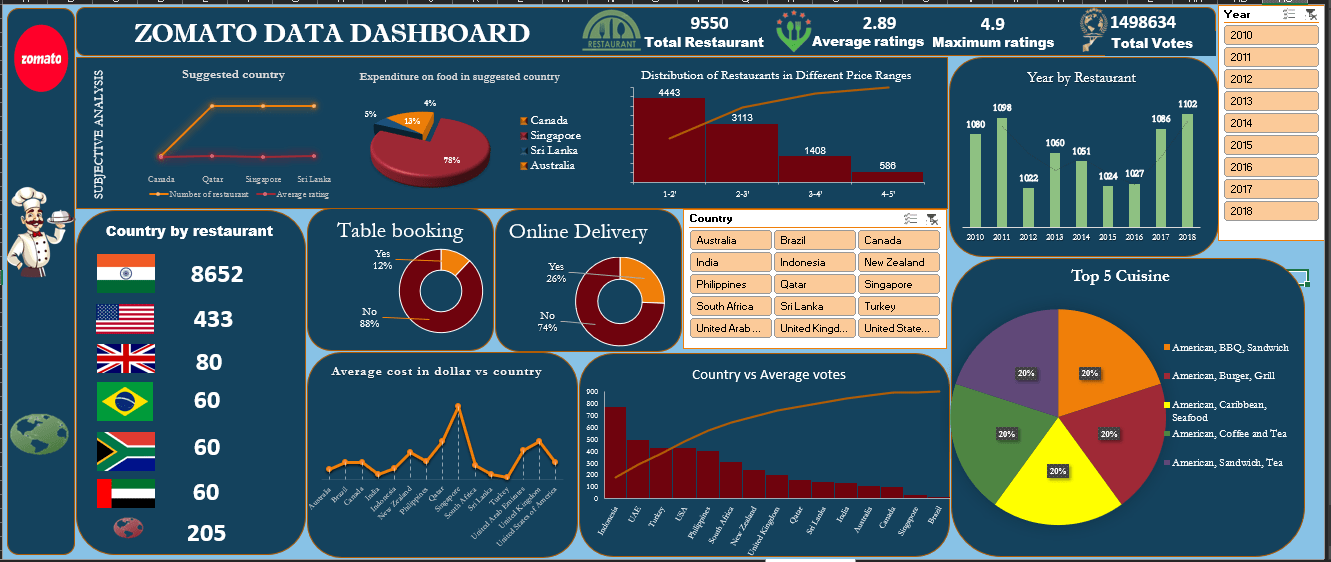 ZOMATO DATA DASHBOARD
RESTAURANT
9550
Total Restaurant
2.89
Average ratings
4.9
Maximum ratings
1498634
Total Votes
zomato
SUBJECTIVE ANALYSIS
Suggested country
Canada Qatar Singapore Sri Lanka
Number of restaurant Average rating
Expenditure on food in suggested country
4%
5%
13%
78%
Canada
Singapore
Sri Lanka
Australia
Distribution of Restaurants in Different Price Ranges
4443
3113
1408
586
1-2' 2-3' 3-4' 4-5'
Year by Restaurant
1080 1098 1022 1060 1051 1024 1027 1086 1102
2010 2011 2012 2013 2014 2015 2016 2017 2018
Year
2010
2011
2012
2013
2014
2015
2016
2017
2018
Country by restaurant
8652
433
80
60
60
60
205
Table booking
Yes
12%
No
88%
Online Delivery
Yes
26%
No
74%
Country
Australia Brazil Canada
India Indonesia New Zealand
Philippines Qatar Singapore
South Africa Sri Lanka Turkey
United Arab ... United Kingd... United State...
Average cost in dollar vs country
Australia
Brazil
Canada
India
Indonesia
New Zealand
Philippines
Qatar
Singapore
South Africa
Sri Lanka
Turkey
United Arab Emirates
United Kingdom
United States of America
Country vs Average votes
900
800
700
600
500
400
300
200
100
0
Indonesia
UAE
Turkey
USA
Philippines
South Africa
New Zealand
United Kingdom
Qatar
Sri Lanka
India
Australia
Canada
Singapore
Brazil
Top 5 Cuisine
20%
20%
20%
20%
20%
American, BBQ, Sandwich
American, Burger, Grill
American, Caribbean,
Seafood
American, Coffee and Tea
American, Sandwich, Tea